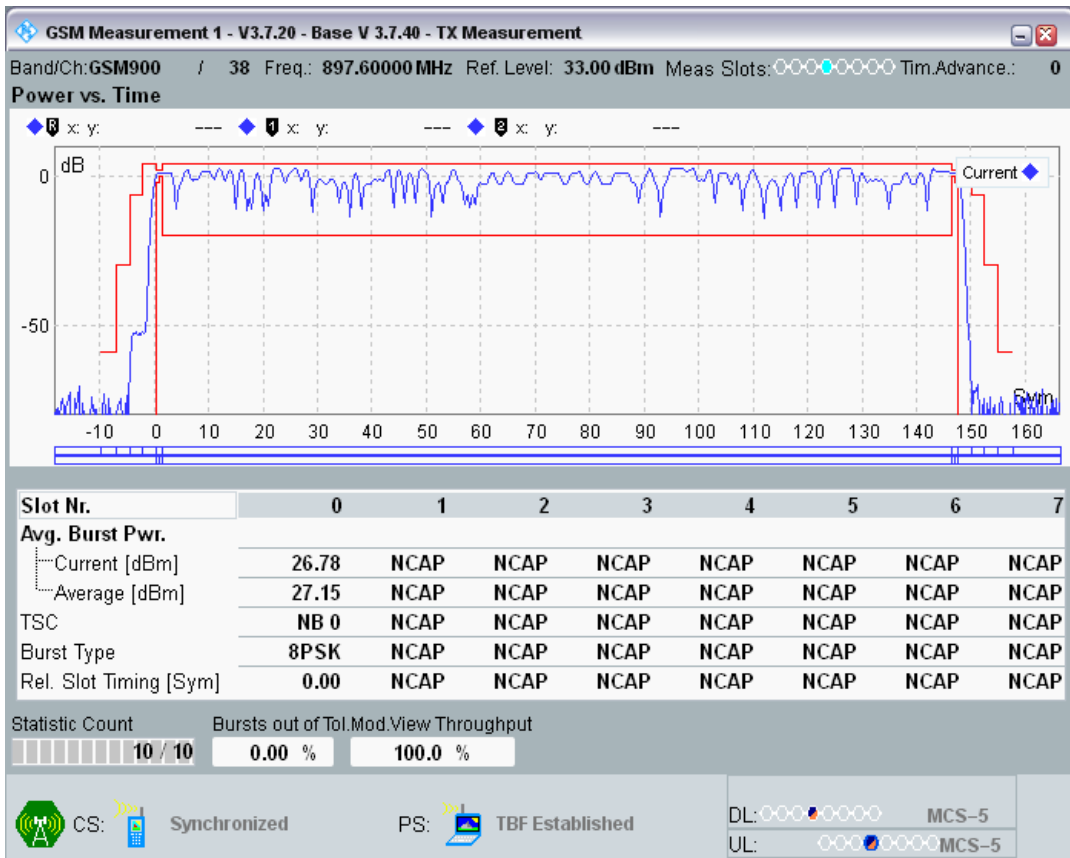 GSM Measurement 1 - V3.7.20 - Base V 3.7.40 - TX Measurement
Band/Ch:GSM900 / 38 Freq.: 897.60000 MHz Ref. Level: 33.00 dBm Meas Slots: Tim.Advance.: 0
Power vs. Time
R x: y: --- 1 x: y: --- 2 x: y: ---
dB
Current
0
-50
Sym
-10 0 10 20 30 40 50 60 70 80 90 100 110 120 130 140 150 160
Slot Nr. 0 1 2 3 4 5 6 7
Avg. Burst Pwr.
Current [dBm] 26.78 NCAP NCAP NCAP NCAP NCAP NCAP NCAP
Average [dBm] 27.15 NCAP NCAP NCAP NCAP NCAP NCAP NCAP
TSC NB 0 NCAP NCAP NCAP NCAP NCAP NCAP NCAP
Burst Type 8PSK NCAP NCAP NCAP NCAP NCAP NCAP NCAP
Rel. Slot Timing [Sym] 0.00 NCAP NCAP NCAP NCAP NCAP NCAP NCAP
Statistic Count Bursts out of Tol.Mod.View Throughput
10 / 10 0.00 % 100.0 %
CS: Synchronized PS: TBF Established DL: MCS-5
UL: MCS-5